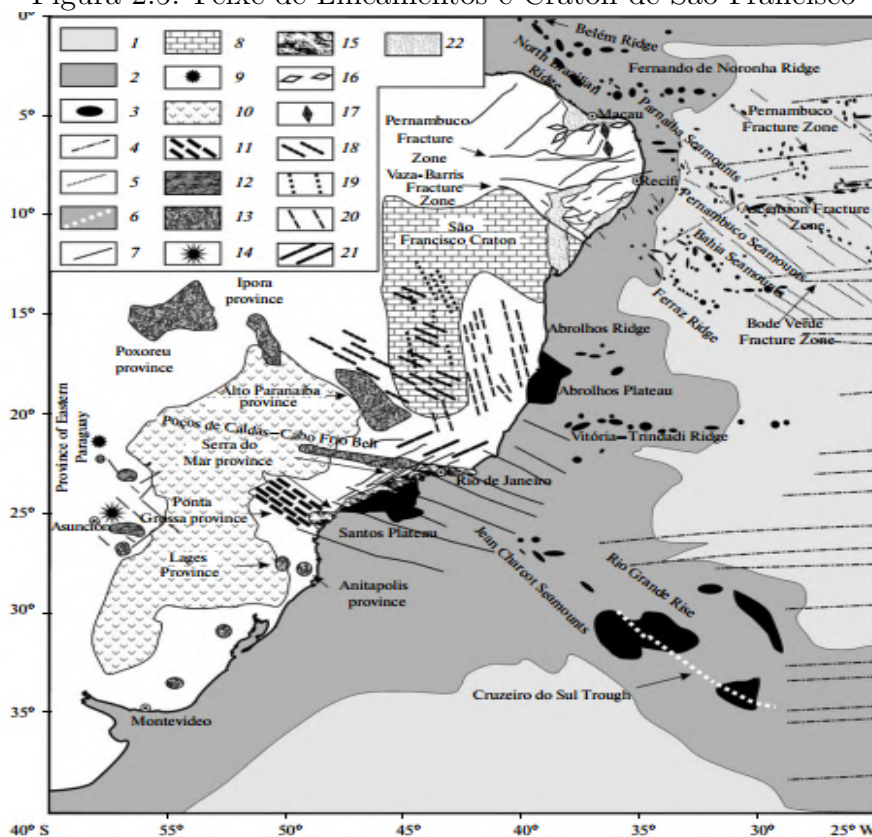 Figura 2.3: Feixe de Lineamentos e Cráton de São Francisco
0°
5°
10°
15°
20°
25°
30°
35°
40° S
55°
50°
45°
40°
35°
30°
25° W
1
2
3
4
5
6
7
8
9
10
11
12
13
14
15
16
17
18
19
20
21
22
Belém Ridge
North Brazilian
Ridge
Fernando de Noronha Ridge
Macau
Parnaiba Seamounts
Pernambuco
Fracture Zone
Pernambuco
Fracture
Zone
Vaza-Barris
Fracture
Zone
Recifi
Ascension Fracture
Zone
Pernambuco Seamounts
Bahia Seamounts
Ferraz Ridge
Bode Verde
Fracture Zone
São
Francisco Craton
Ipora
province
Poxoreu
province
Abrolhos Ridge
Abrolhos Plateau
Alto Paranaiba
province
Poços de Caldas–Cabo Frio Belt
Serra do
Mar province
Vitória–Trindadi Ridge
Province of Eastern
Paraguay
Rio de Janeiro
Ponta
Grossa province
Asuncion
Santos Plateau
Jean Charcot Seamounts
Lages
Province
Rio Grande Rise
Anitapolis
province
Cruzeiro do Sul Trough
Montevideo